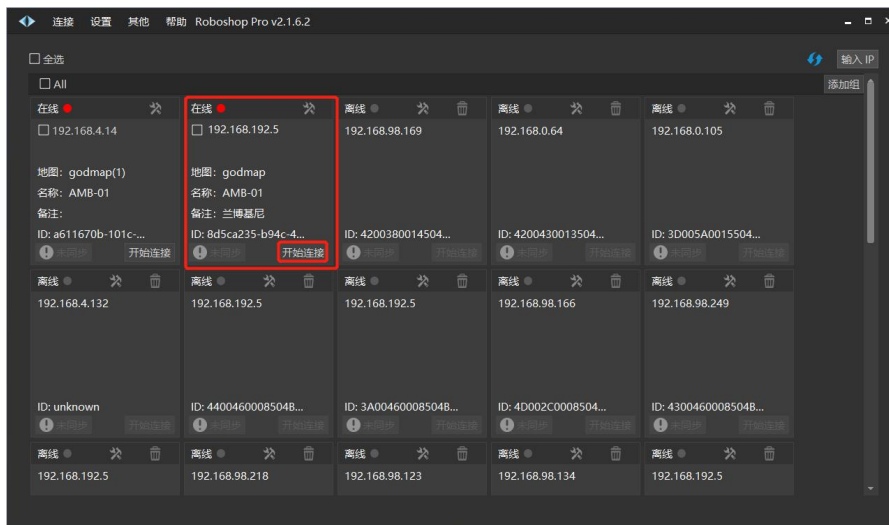 连接 设置 其他 帮助 Roboshop Pro v2.1.6.2
全选 输入 IP
All 添加组
在线 在线 离线 离线 离线
192.168.4.14 192.168.192.5 192.168.98.169 192.168.0.64 192.168.0.105
地图: godmap(1) 地图: godmap
名称: AMB-01 名称: AMB-01
备注: 备注: 兰博基尼
ID: a611670b-101c-... ID: 8d5ca235-b94c-4... ID: 4200380014504... ID: 4200430013504... ID: 3D005A0015504...
未同步 开始连接 未同步 开始连接 未同步 开始连接 未同步 开始连接 未同步 开始连接
离线 离线 离线 离线 离线
192.168.4.132 192.168.192.5 192.168.192.5 192.168.98.166 192.168.98.249
ID: unknown ID: 4400460008504B... ID: 3A00460008504B... ID: 4D002C0008504... ID: 4300460008504B...
未同步 开始连接 未同步 开始连接 未同步 开始连接 未同步 开始连接 未同步 开始连接
离线 离线 离线 离线 离线
192.168.192.5 192.168.98.218 192.168.98.123 192.168.98.134 192.168.192.5